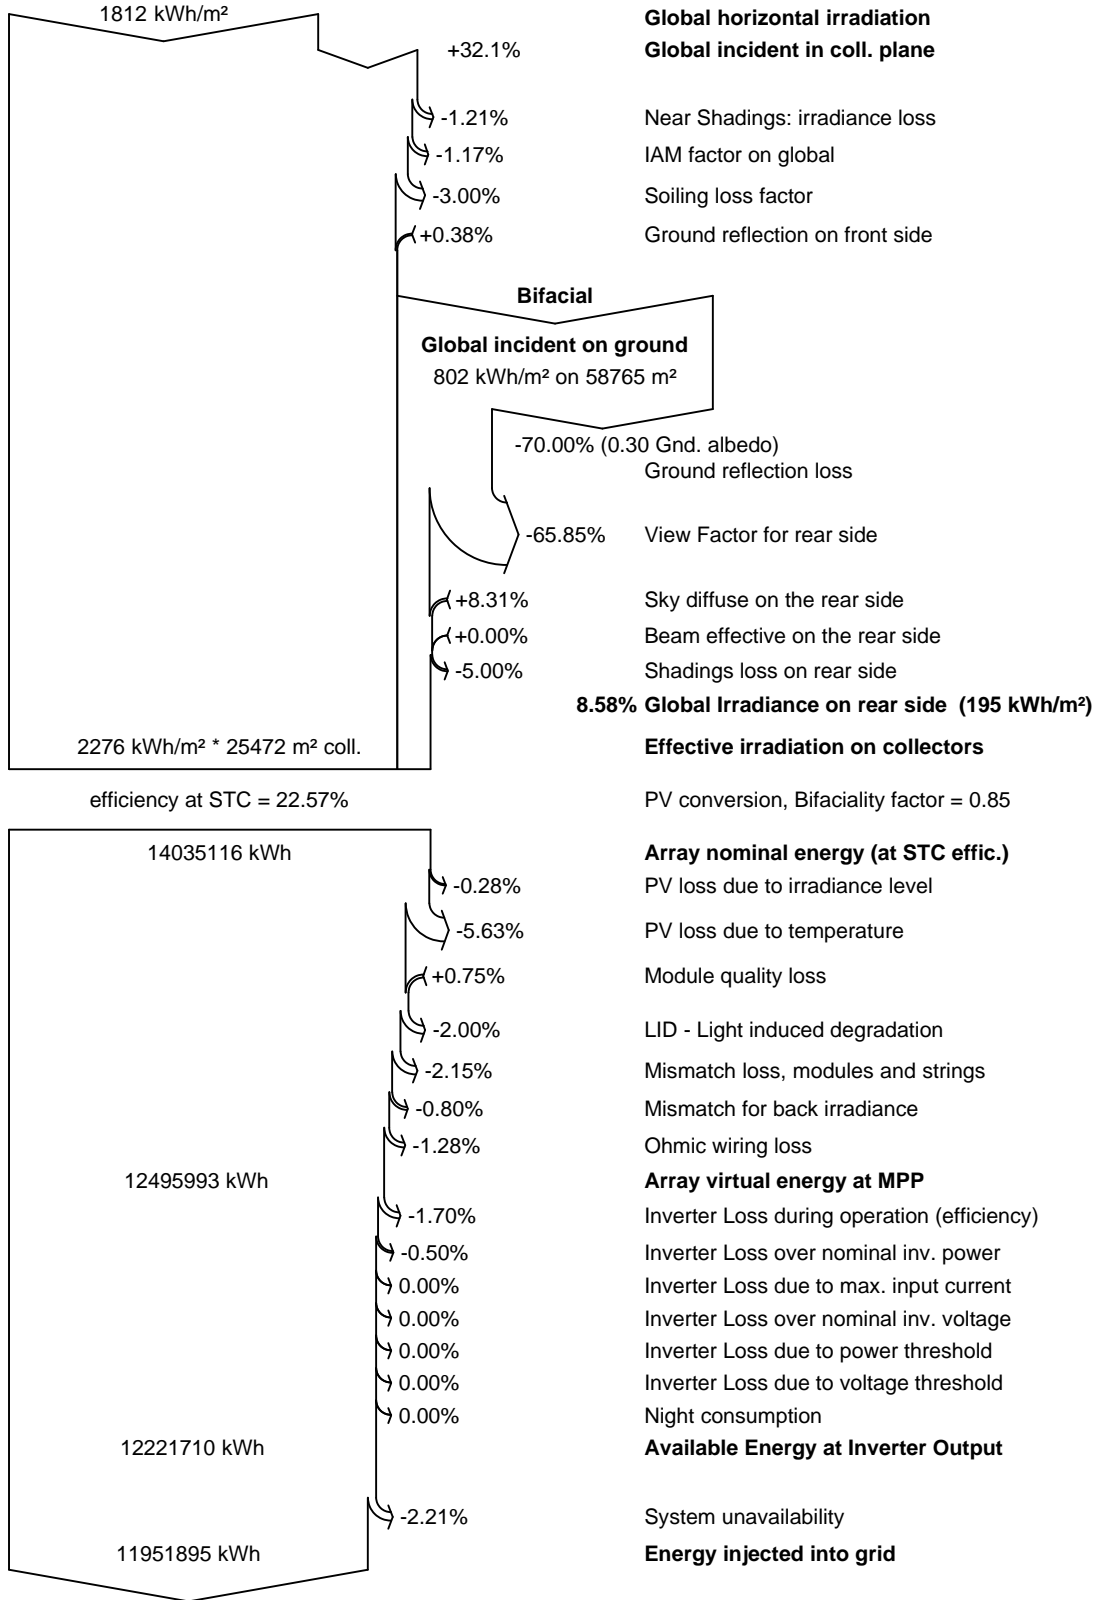 1812 kWh/m² Global horizontal irradiation
+32.1% Global incident in coll. plane
-1.21% Near Shadings: irradiance loss
-1.17% IAM factor on global
-3.00% Soiling loss factor
+0.38% Ground reflection on front side
Bifacial
Global incident on ground
802 kWh/m² on 58765 m²
-70.00% (0.30 Gnd. albedo)
Ground reflection loss
-65.85% View Factor for rear side
+8.31% Sky diffuse on the rear side
+0.00% Beam effective on the rear side
-5.00% Shadings loss on rear side
8.58% Global Irradiance on rear side (195 kWh/m²)
2276 kWh/m² * 25472 m² coll. Effective irradiation on collectors
efficiency at STC = 22.57% PV conversion, Bifaciality factor = 0.85
14035116 kWh Array nominal energy (at STC effic.)
-0.28% PV loss due to irradiance level
-5.63% PV loss due to temperature
+0.75% Module quality loss
-2.00% LID - Light induced degradation
-2.15% Mismatch loss, modules and strings
-0.80% Mismatch for back irradiance
-1.28% Ohmic wiring loss
12495993 kWh Array virtual energy at MPP
-1.70% Inverter Loss during operation (efficiency)
-0.50% Inverter Loss over nominal inv. power
0.00% Inverter Loss due to max. input current
0.00% Inverter Loss over nominal inv. voltage
0.00% Inverter Loss due to power threshold
0.00% Inverter Loss due to voltage threshold
0.00% Night consumption
12221710 kWh Available Energy at Inverter Output
-2.21% System unavailability
11951895 kWh Energy injected into grid